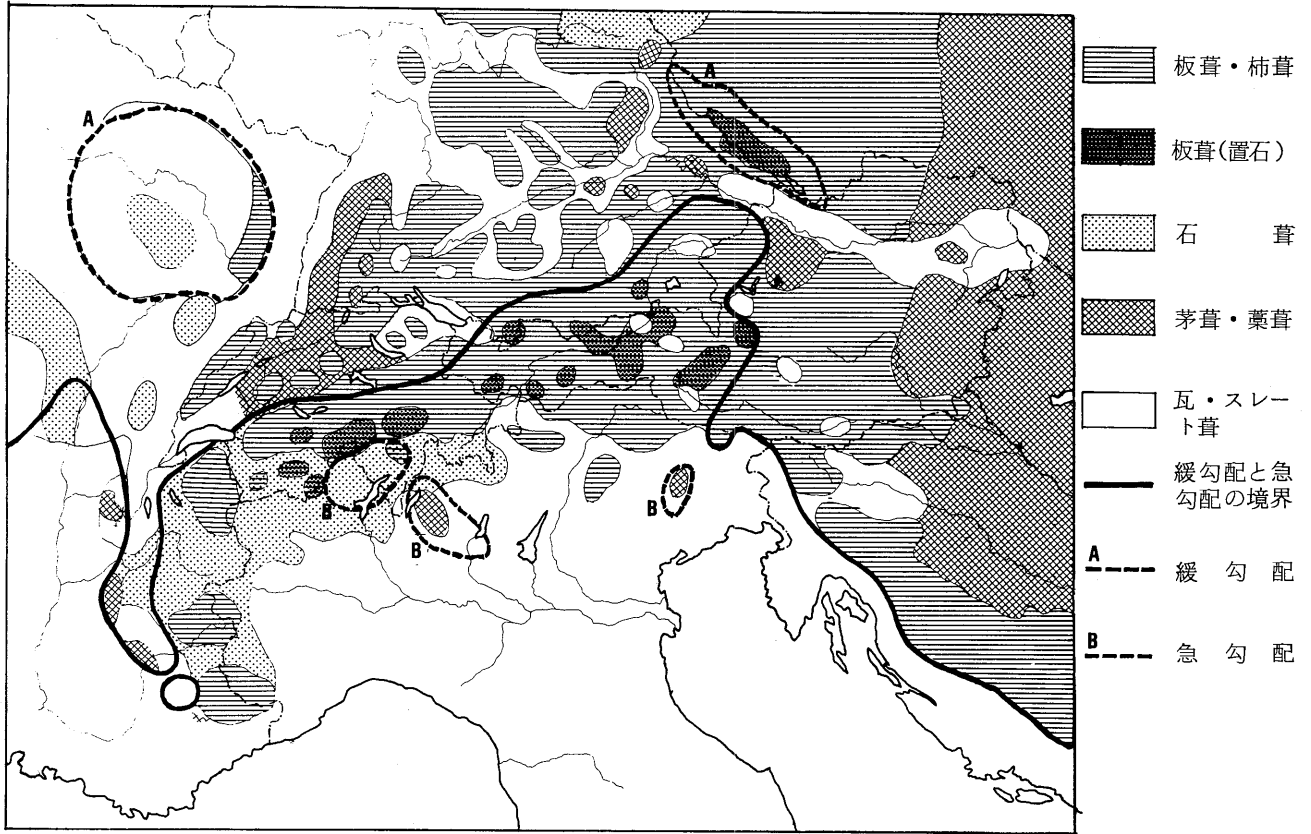 A
A
B
B
B
板葺・柿葺
板葺(置石)
石　　葺
茅葺・藁葺
瓦・スレー
ト葺
緩勾配と急
勾配の境界
A
緩　勾　配
B
急　勾　配